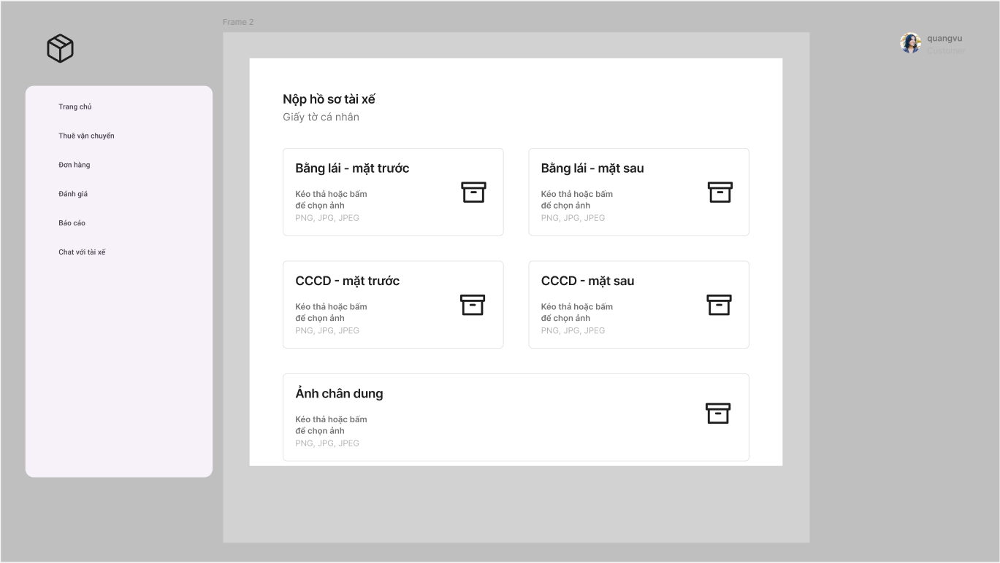 Frame 2
quangvu
Customer
Trang chủ
Thuê vận chuyển
Đơn hàng
Đánh giá
Báo cáo
Chat với tài xế
Nộp hồ sơ tài xế
Giấy tờ cá nhân
Bằng lái - mặt trước
Kéo thả hoặc bấm
để chọn ảnh
PNG, JPG, JPEG
Bằng lái - mặt sau
Kéo thả hoặc bấm
để chọn ảnh
PNG, JPG, JPEG
CCCD - mặt trước
Kéo thả hoặc bấm
để chọn ảnh
PNG, JPG, JPEG
CCCD - mặt sau
Kéo thả hoặc bấm
để chọn ảnh
PNG, JPG, JPEG
Ảnh chân dung
Kéo thả hoặc bấm
để chọn ảnh
PNG, JPG, JPEG